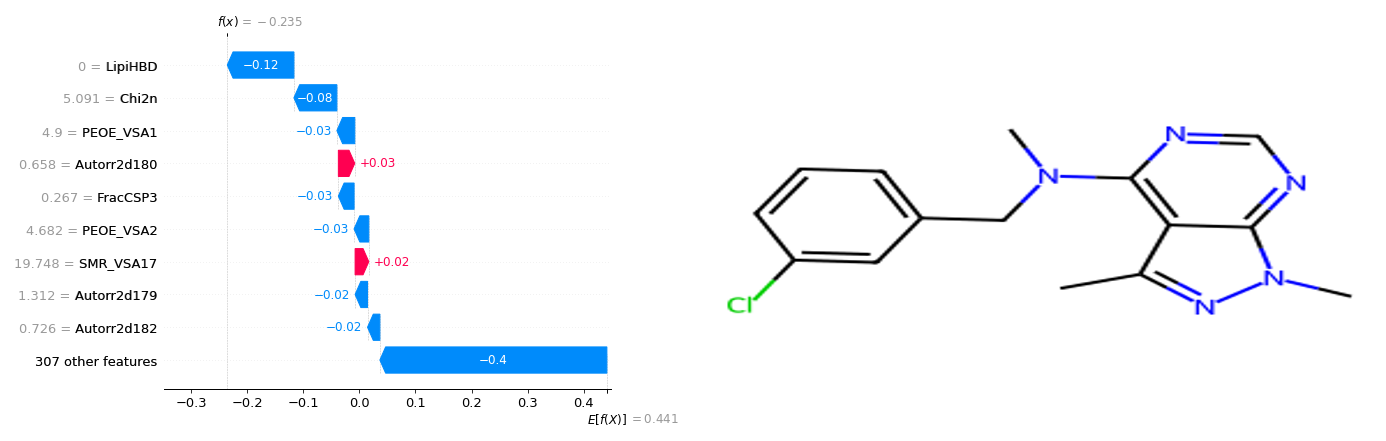 f(x) = −0.235
0 = LipiHBD
−0.12
5.091 = Chi2n
−0.08
4.9 = PEOE_VSA1
−0.03
0.658 = Autorr2d180
+0.03
0.267 = FracCSP3
−0.03
4.682 = PEOE_VSA2
−0.03
19.748 = SMR_VSA17
+0.02
1.312 = Autorr2d179
−0.02
0.726 = Autorr2d182
−0.02
307 other features
−0.4
−0.3 −0.2 −0.1 0.0 0.1 0.2 0.3 0.4
E[f(X)] = 0.441
N
N
N
N
N
Cl